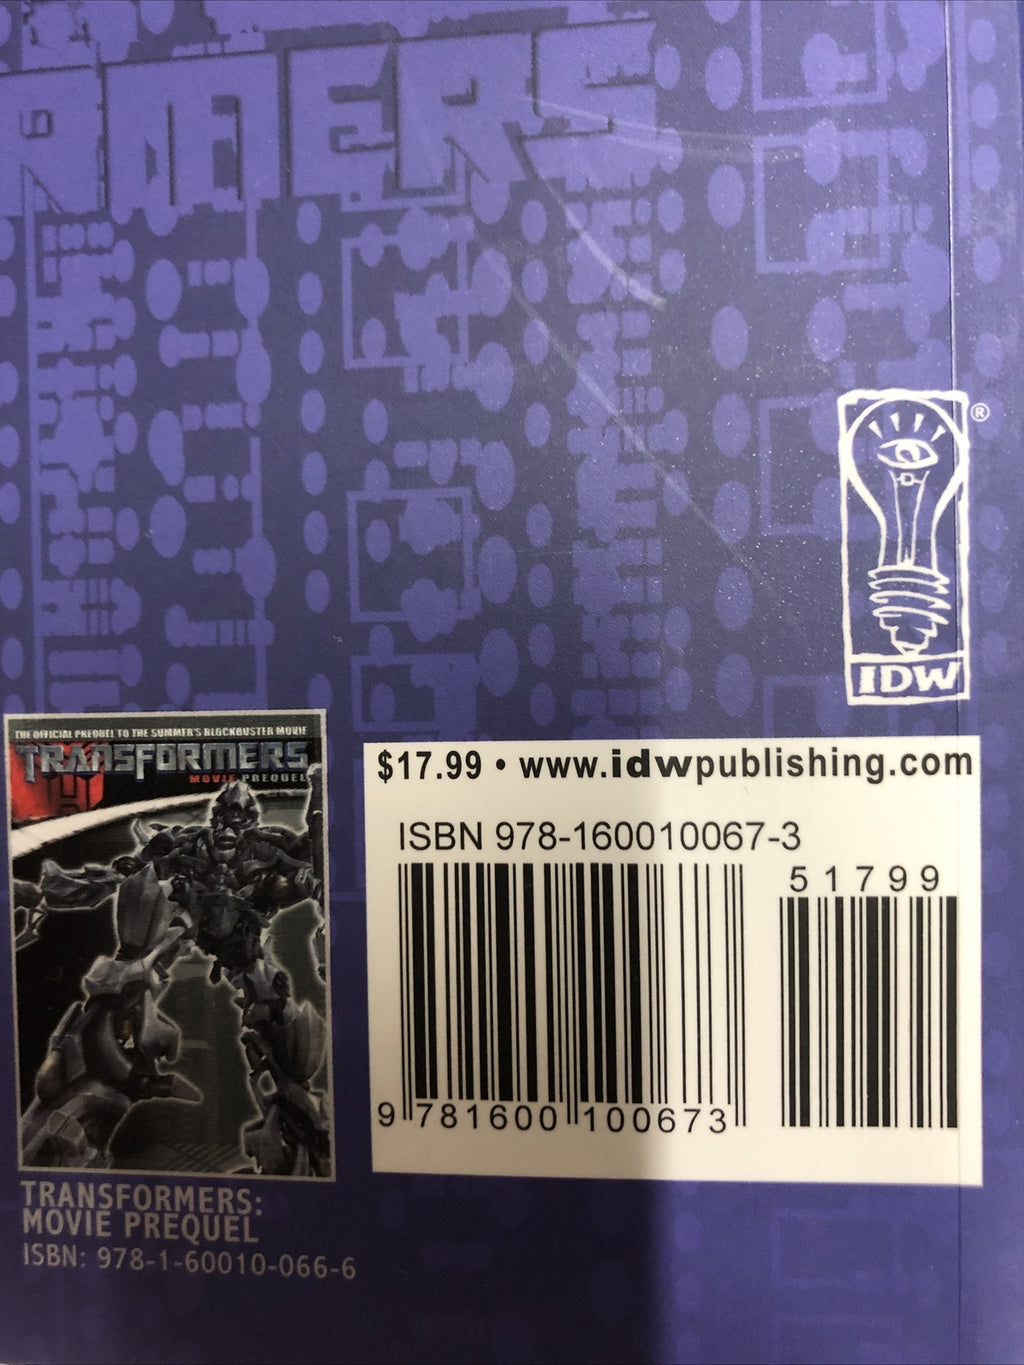 RMERS
®
IDW
THE OFFICIAL PREQUEL TO THE SUMMER'S BLOCKBUSTER MOVIE
TRANSFORMERS
MOVIE PREQUEL
$17.99 • www.idwpublishing.com
ISBN 978-160010067-3
51799
9 781600 100673
TRANSFORMERS:
MOVIE PREQUEL
ISBN: 978-1-60010-066-6